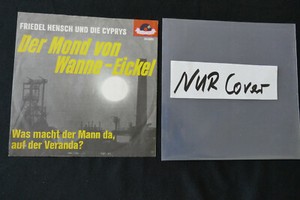 FRIEDEL HENSCH UND DIE CYPRYS
Der Mond von
Wanne-Eickel
Was macht der Mann da,
auf der Veranda?
NUR Cover